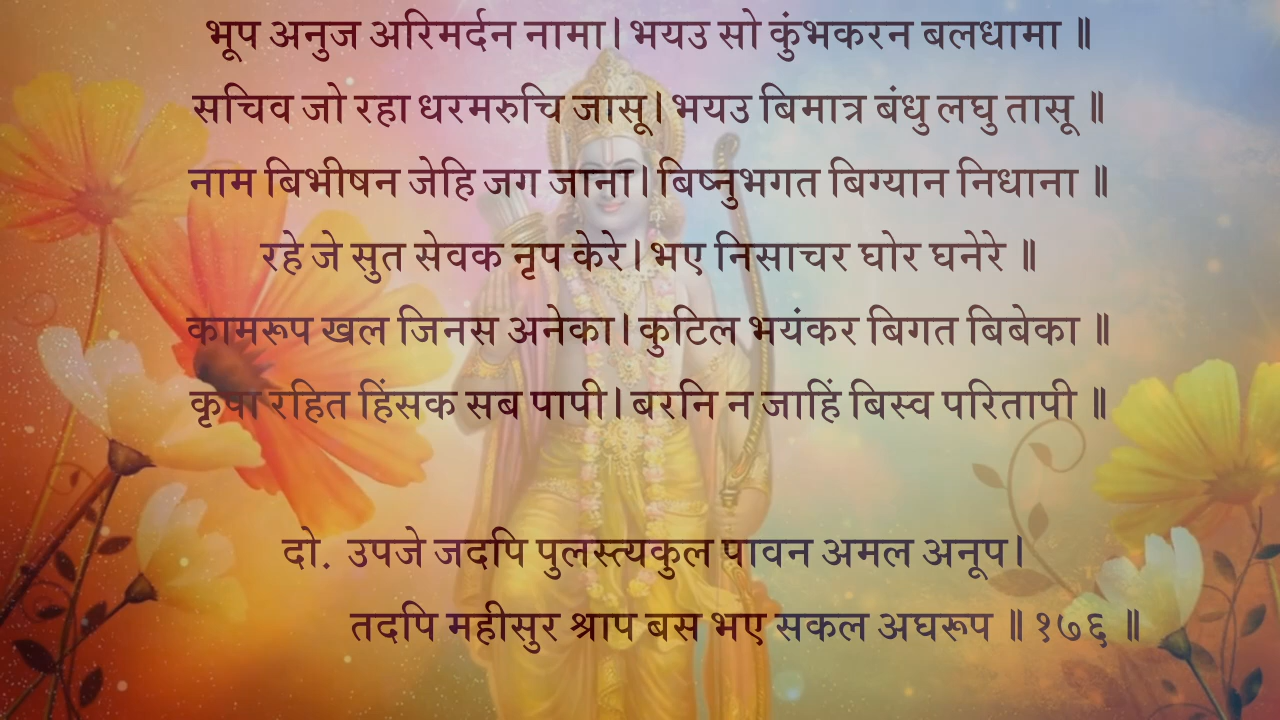 भूप अनुज अरिमर्दन नामा। भयउ सो कुंभकरन बलधामा ॥
सचिव जो रहा धरमरुचि जासू। भयउ बिमात्र बंधु लघु तासू ॥
नाम बिभीषन जेहि जग जाना। बिष्नुभगत बिग्यान निधाना ॥
रहे जे सुत सेवक नृप केरे। भए निसाचर घोर घनेरे ॥
कामरूप खल जिनस अनेका। कुटिल भयंकर बिगत बिबेका ॥
कृपा रहित हिंसक सब पापी। बरनि न जाहिं बिस्व परितापी ॥
दो. उपजे जदपि पुलस्त्यकुल पावन अमल अनूप।
तदपि महीसुर श्राप बस भए सकल अघरूप ॥ १७६ ॥